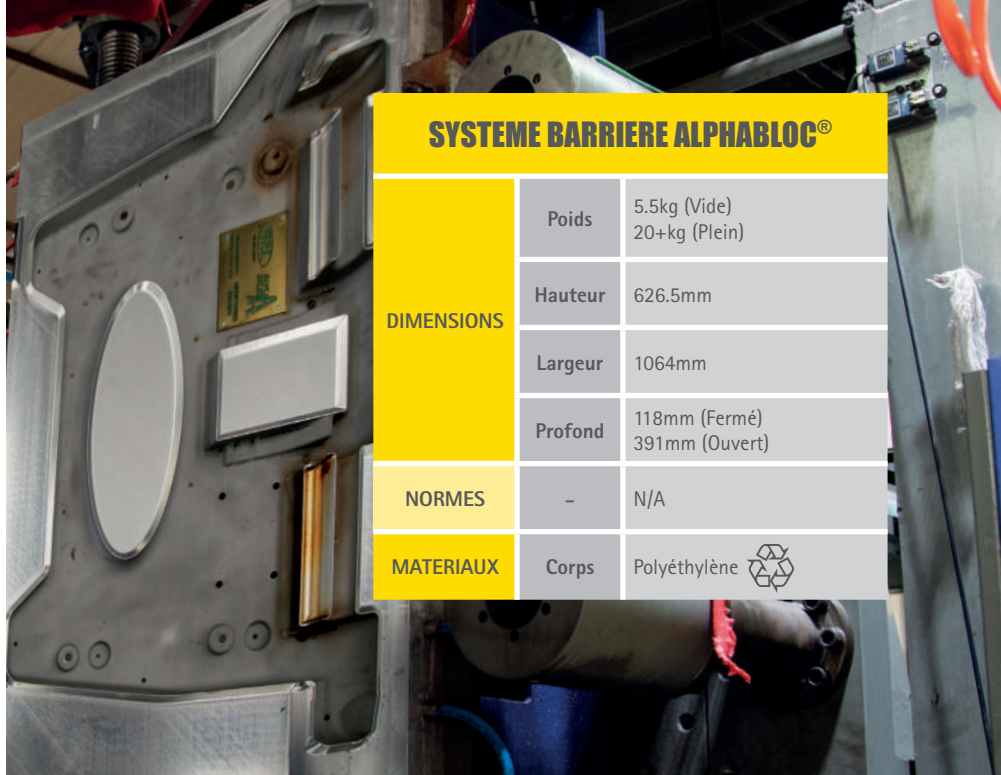 SYSTEME BARRIERE ALPHABLOC®
DIMENSIONS
Poids
5.5kg (Vide)
20+kg (Plein)
Hauteur
626.5mm
Largeur
1064mm
Profond
118mm (Fermé)
391mm (Ouvert)
NORMES
-
N/A
MATERIAUX
Corps
Polyéthylène